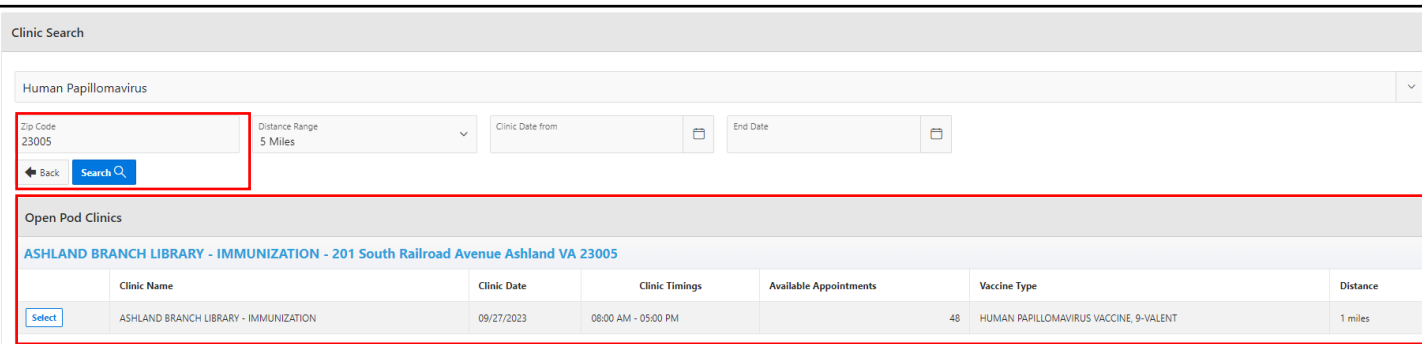 Clinic Search
Human Papillomavirus
Zip Code Distance Range Clinic Date from End Date
23005 5 Miles
Back Search
Open Pod Clinics
ASHLAND BRANCH LIBRARY - IMMUNIZATION - 201 South Railroad Avenue Ashland VA 23005
Clinic Name Clinic Date Clinic Timings Available Appointments Vaccine Type Distance
Select ASHLAND BRANCH LIBRARY - IMMUNIZATION 09/27/2023 08:00 AM - 05:00 PM 48 HUMAN PAPILLOMAVIRUS VACCINE, 9-VALENT 1 miles